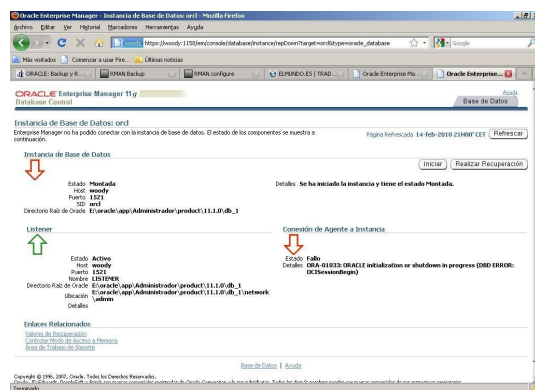 Oracle Enterprise Manager - Instancia de Base de Datos: orcl - Mozilla Firefox
Archivo Editar Ver Historial Marcadores Herramientas Ayuda
woody https://woody:1158/em/console/database/instance/repDown?target=orcl&type=oracle_database
Google
Más visitados Comenzar a usar Fire... Últimas noticias
ORACLE: Backup y R... RMAN Backup RMAN configure ELMUNDO.ES | TRAD... Oracle Enterprise Ma... Oracle Enterprise...
ORACLE Enterprise Manager 11g
Database Control
Ayuda
Base de Datos
Instancia de Base de Datos: orcl
Enterprise Manager no ha podido conectar con la instancia de base de datos. El estado de los componentes se muestra a continuación.
Página Refrescada 14-feb-2010 21H00' CET Refrescar
Instancia de Base de Datos
Iniciar Realizar Recuperación
Estado Montada
Host woody
Puerto 1521
SID orcl
Directorio Raíz de Oracle E:\oracle\app\Administrador\product\11.1.0\db_1
Detalles Se ha iniciado la instancia y tiene el estado Montada.
Listener
Estado Activo
Host woody
Puerto 1521
Nombre LISTENER
Directorio Raíz de Oracle E:\oracle\app\Administrador\product\11.1.0\db_1
Ubicación E:\oracle\app\Administrador\product\11.1.0\db_1\network
\admin
Detalles
Conexión de Agente a Instancia
Estado Fallo
Detalles ORA-01033: ORACLE initialization or shutdown in progress (DBD ERROR:
OCISessionBegin)
Enlaces Relacionados
Valores de Recuperación
Controlar Modo de Acceso a Memoria
Área de Trabajo de Soporte
Base de Datos | Ayuda
Copyright © 1996, 2007, Oracle. Todos los Derechos Reservados.
Terminado